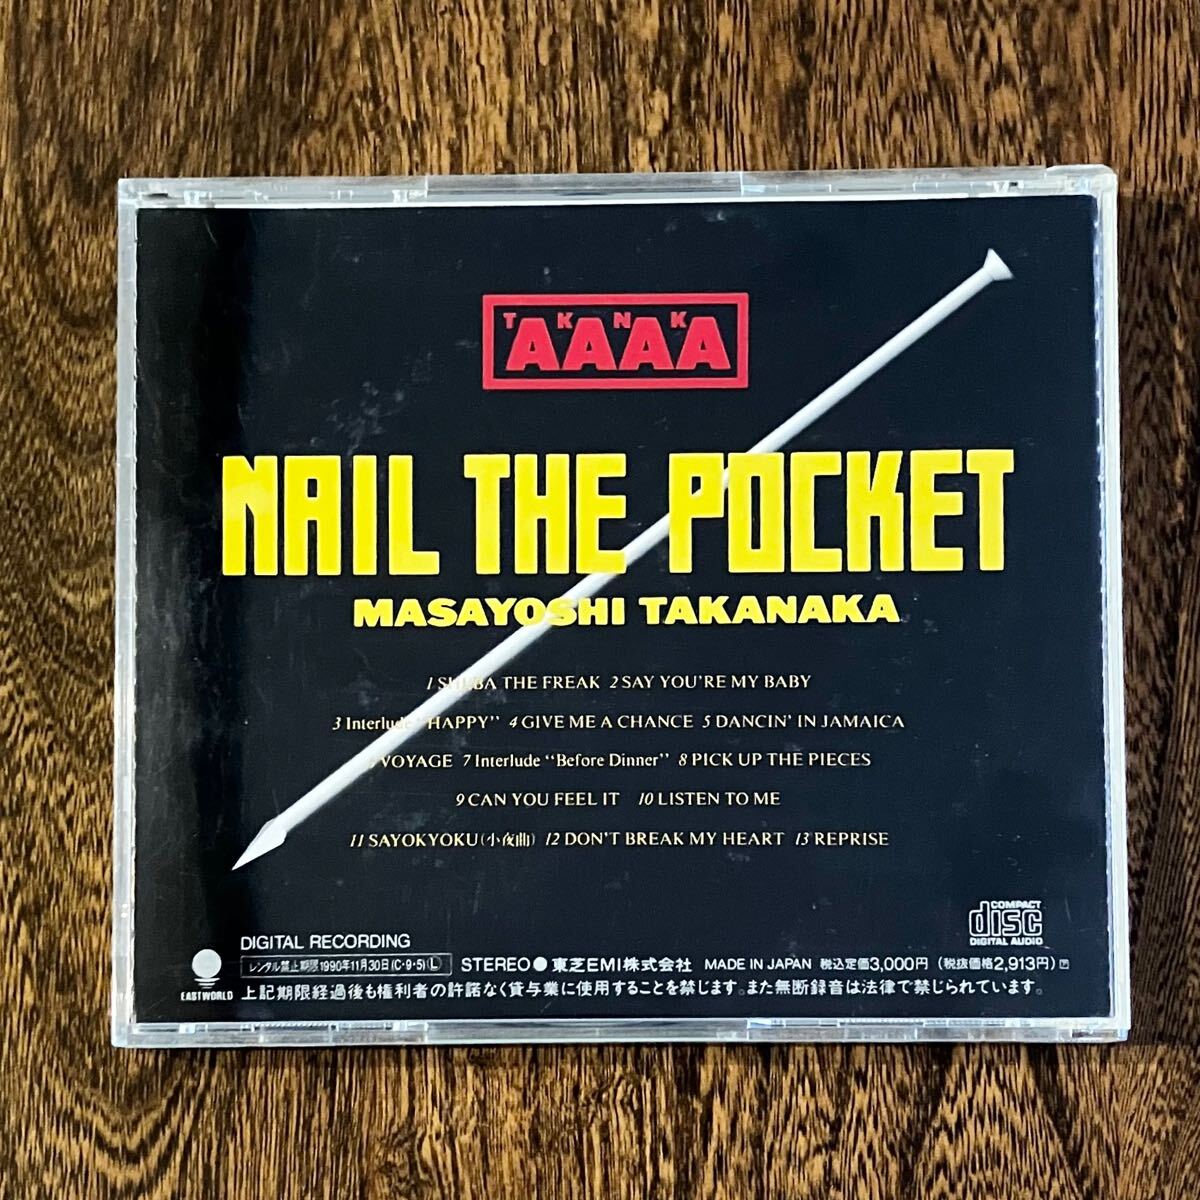 TAKANAKA
NAIL THE POCKET
MASAYOSHI TAKANAKA
1 SHUBA THE FREAK 2 SAY YOU'RE MY BABY
3 Interlude "HAPPY" 4 GIVE ME A CHANCE 5 DANCIN' IN JAMAICA
VOYAGE 7 Interlude "Before Dinner" 8 PICK UP THE PIECES
9 CAN YOU FEEL IT 10 LISTEN TO ME
11 SAYOKYOKU(小夜曲) 12 DON'T BREAK MY HEART 13 REPRISE
COMPACT
disc
DIGITAL AUDIO
DIGITAL RECORDING
EASTWORLD
レンタル禁止期限1990年11月30日(C・9・5)Ⓛ STEREO● 東芝EMI株式会社 MADE IN JAPAN 税込定価3,000円 (税抜価格2,913円)
上記期限経過後も権利者の許諾なく賃与業に使用することを禁じます。また無断録音は法律で禁じられています。